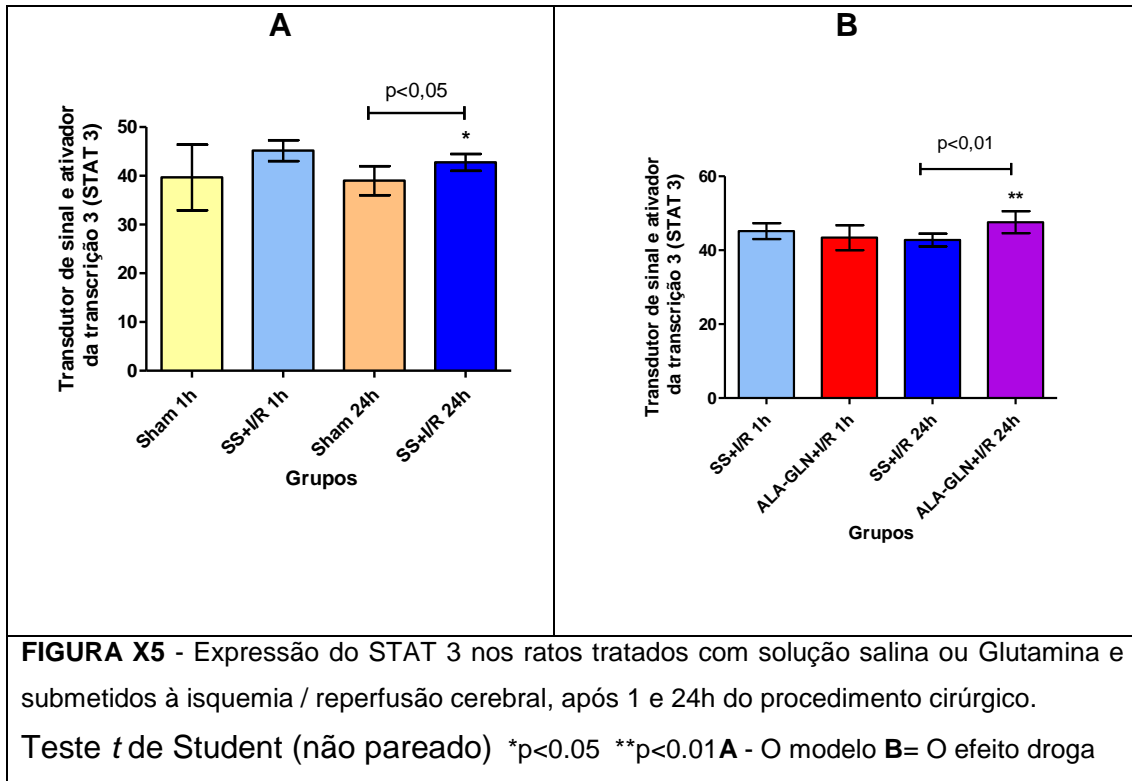 A
p<0,05
*
50
40
30
20
10
0
Transdutor de sinal e ativador
da transcrição 3 (STAT 3)
Sham 1h
SS+I/R 1h
Sham 24h
SS+I/R 24h
Grupos
B
p<0,01
**
60
40
20
0
Transdutor de sinal e ativador
da transcrição 3 (STAT 3)
SS+I/R 1h
ALA-GLN+I/R 1h
SS+I/R 24h
ALA-GLN+I/R 24h
Grupos
FIGURA X5 - Expressão do STAT 3 nos ratos tratados com solução salina ou Glutamina e
submetidos à isquemia / reperfusão cerebral, após 1 e 24h do procedimento cirúrgico.
Teste t de Student (não pareado) *p<0.05 **p<0.01 A - O modelo B= O efeito droga